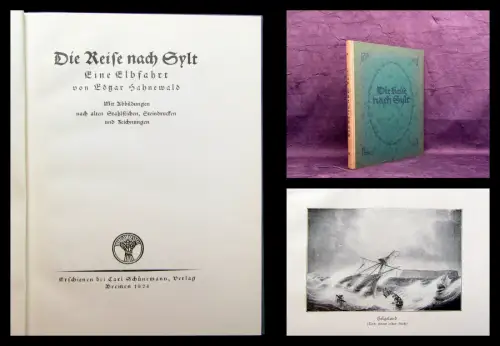 Die Reise nach Sylt
Eine Elbfahrt
von Edgar Hahnewald
Mit Abbildungen
nach alten Stahlstichen, Steindrucken
und Zeichnungen
Erschienen bei Carl Schünemann, Verlag
Bremen 1924
Die Reise
nach Sylt
Helgoland